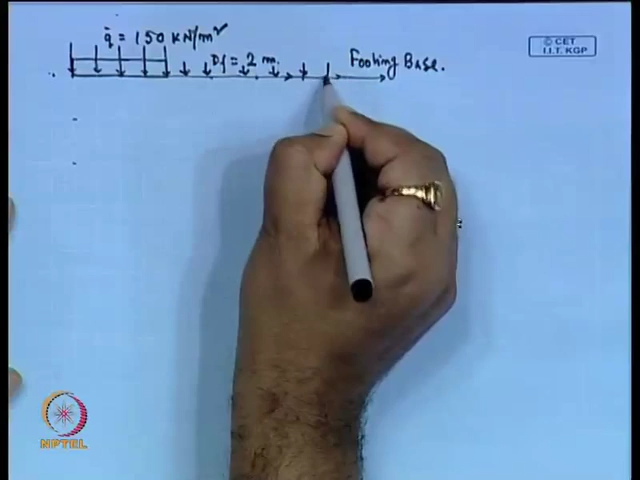 q̄ = 150 KN/m²
Df = 2 m.
Footing Base.
© CET
I.I.T. KGP
NPTEL